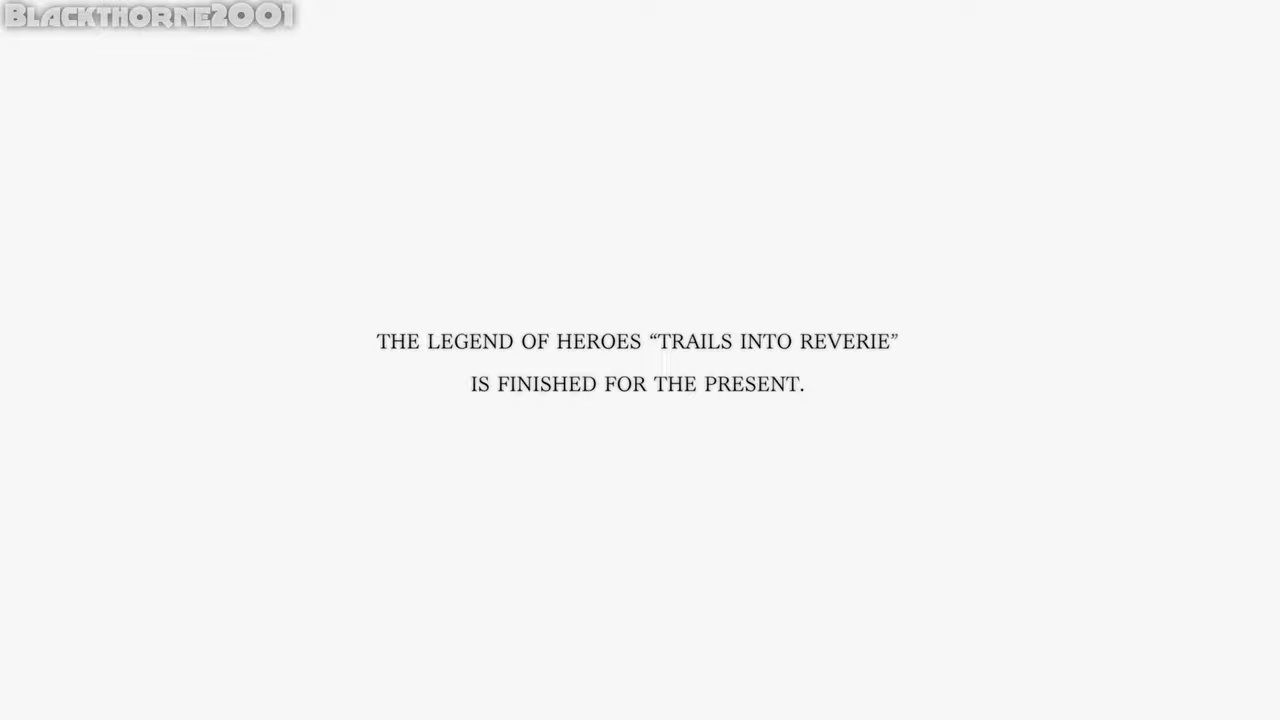 BLACKTHORNE2001
THE LEGEND OF HEROES “TRAILS INTO REVERIE”
IS FINISHED FOR THE PRESENT.